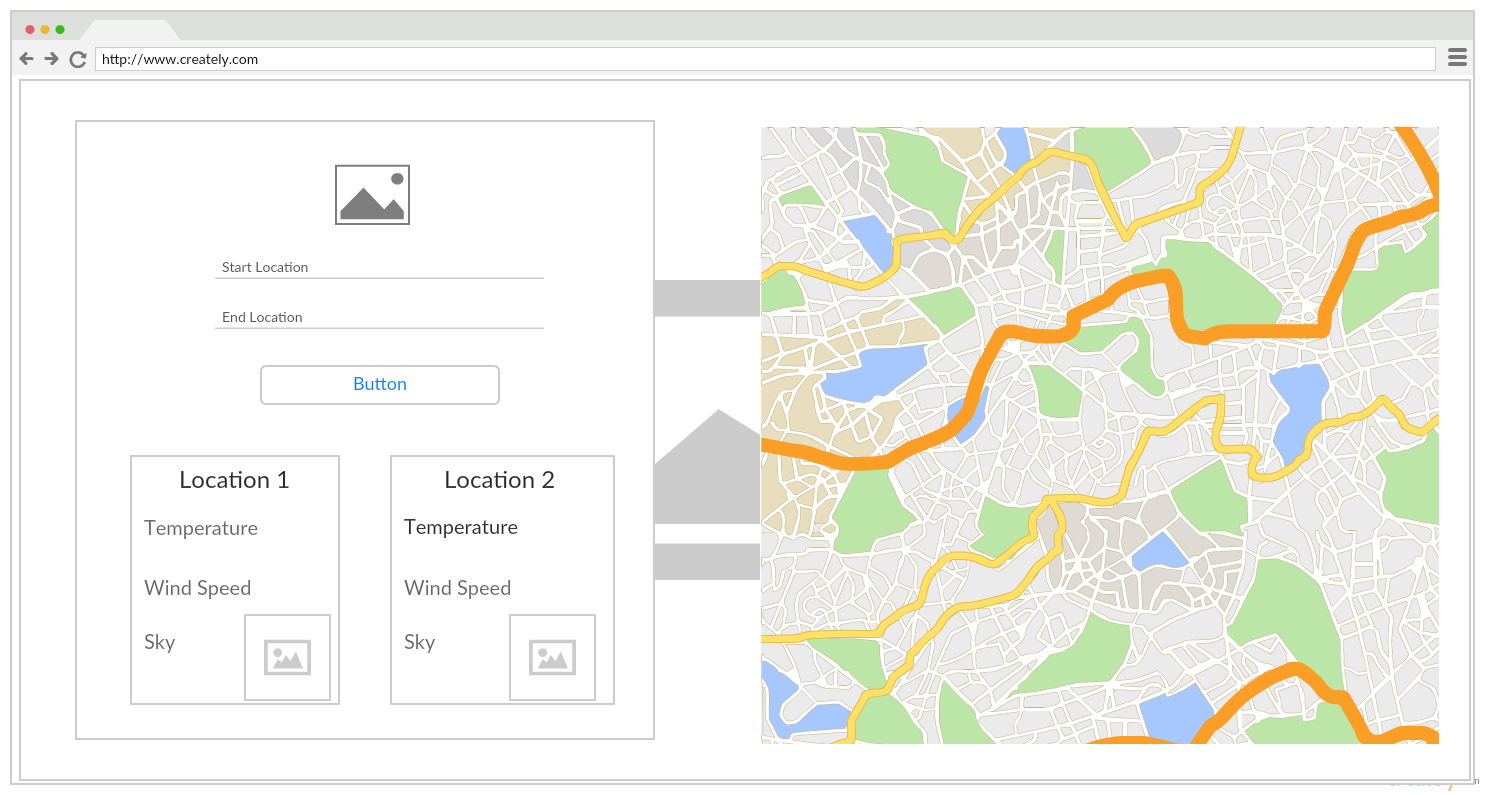 http://www.creately.com
Start Location
End Location
Button
Location 1
Temperature
Wind Speed
Sky
Location 2
Temperature
Wind Speed
Sky